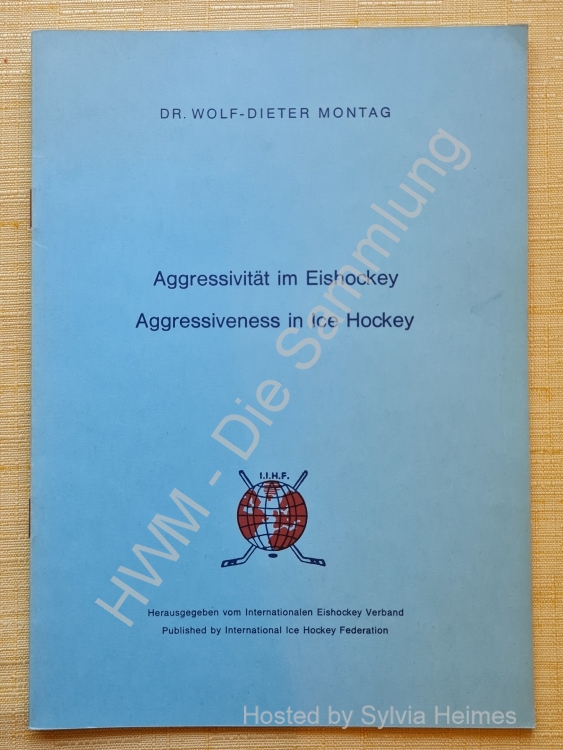 DR. WOLF-DIETER MONTAG
Aggressivität im Eishockey
Aggressiveness in Ice Hockey
HWM - Die Sammlung
I.I.H.F.
Herausgegeben vom Internationalen Eishockey Verband
Published by International Ice Hockey Federation
Hosted by Sylvia Heimes